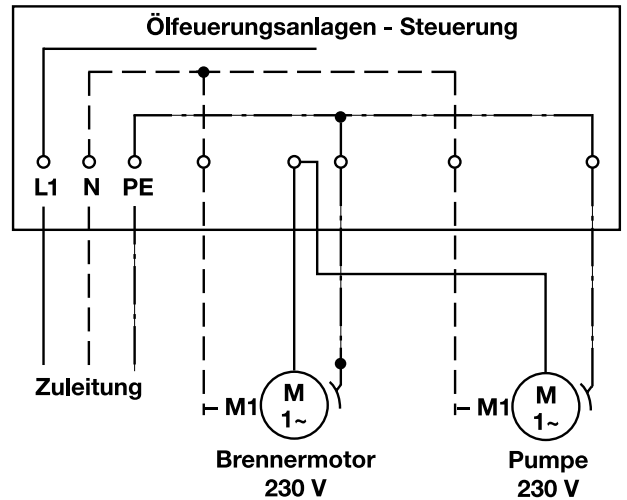 Ölfeuerungsanlagen - Steuerung
L1 N PE
Zuleitung
M1 M 1~
M1 M 1~
Brennermotor
230 V
Pumpe
230 V